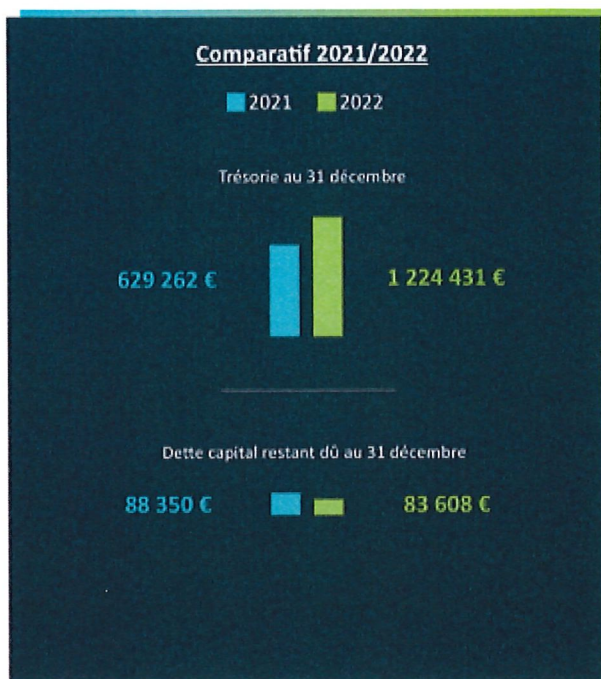 Comparatif 2021/2022
2021 2022
Trésorie au 31 décembre
629 262 € 1 224 431 €
Dette capital restant dû au 31 décembre
88 350 € 83 608 €